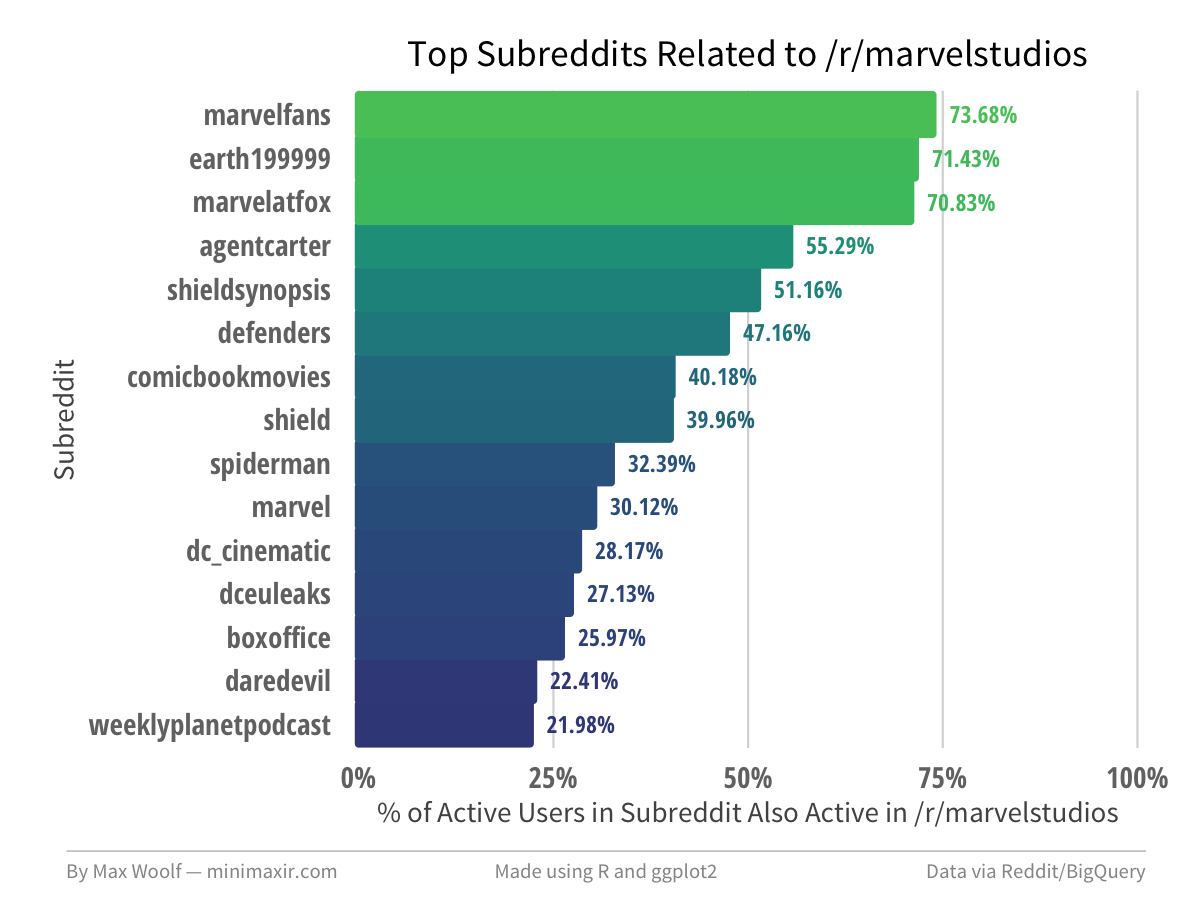 Top Subreddits Related to /r/marvelstudios
Subreddit
marvelfans 73.68%
earth199999 71.43%
marvelatfox 70.83%
agentcarter 55.29%
shieldsynopsis 51.16%
defenders 47.16%
comicbookmovies 40.18%
shield 39.96%
spiderman 32.39%
marvel 30.12%
dc_cinematic 28.17%
dceuleaks 27.13%
boxoffice 25.97%
daredevil 22.41%
weeklyplanetpodcast 21.98%
0% 25% 50% 75% 100%
% of Active Users in Subreddit Also Active in /r/marvelstudios
By Max Woolf — minimaxir.com Made using R and ggplot2 Data via Reddit/BigQuery